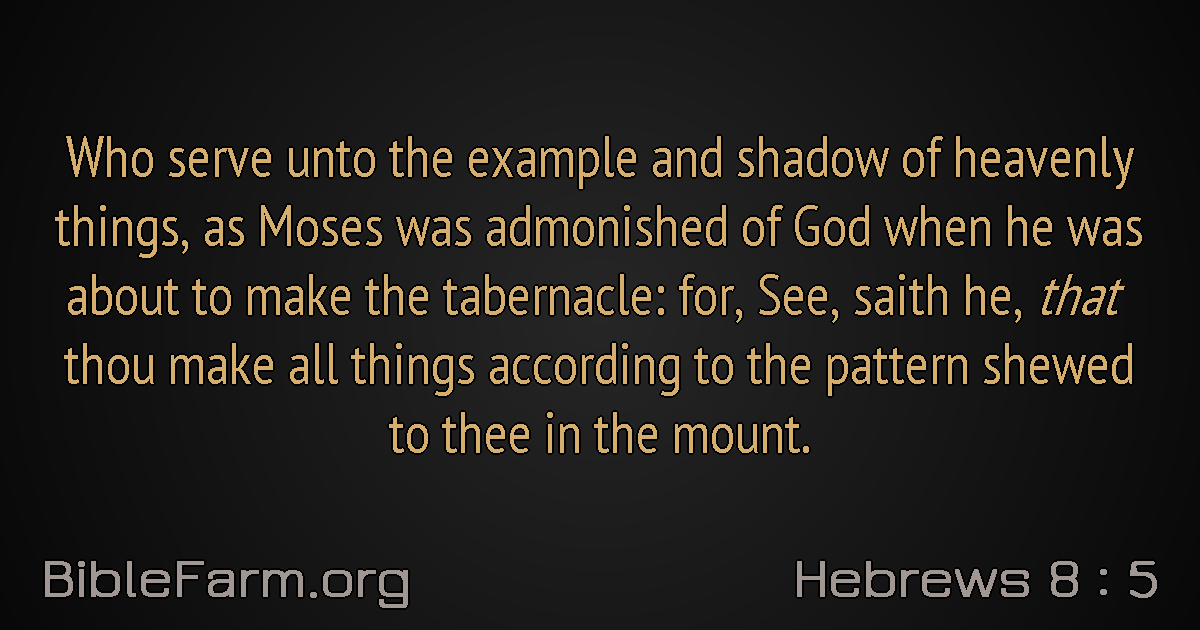 Who serve unto the example and shadow of heavenly
things, as Moses was admonished of God when he was
about to make the tabernacle: for, See, saith he, that
thou make all things according to the pattern shewed
to thee in the mount.
BibleFarm.org
Hebrews 8 : 5